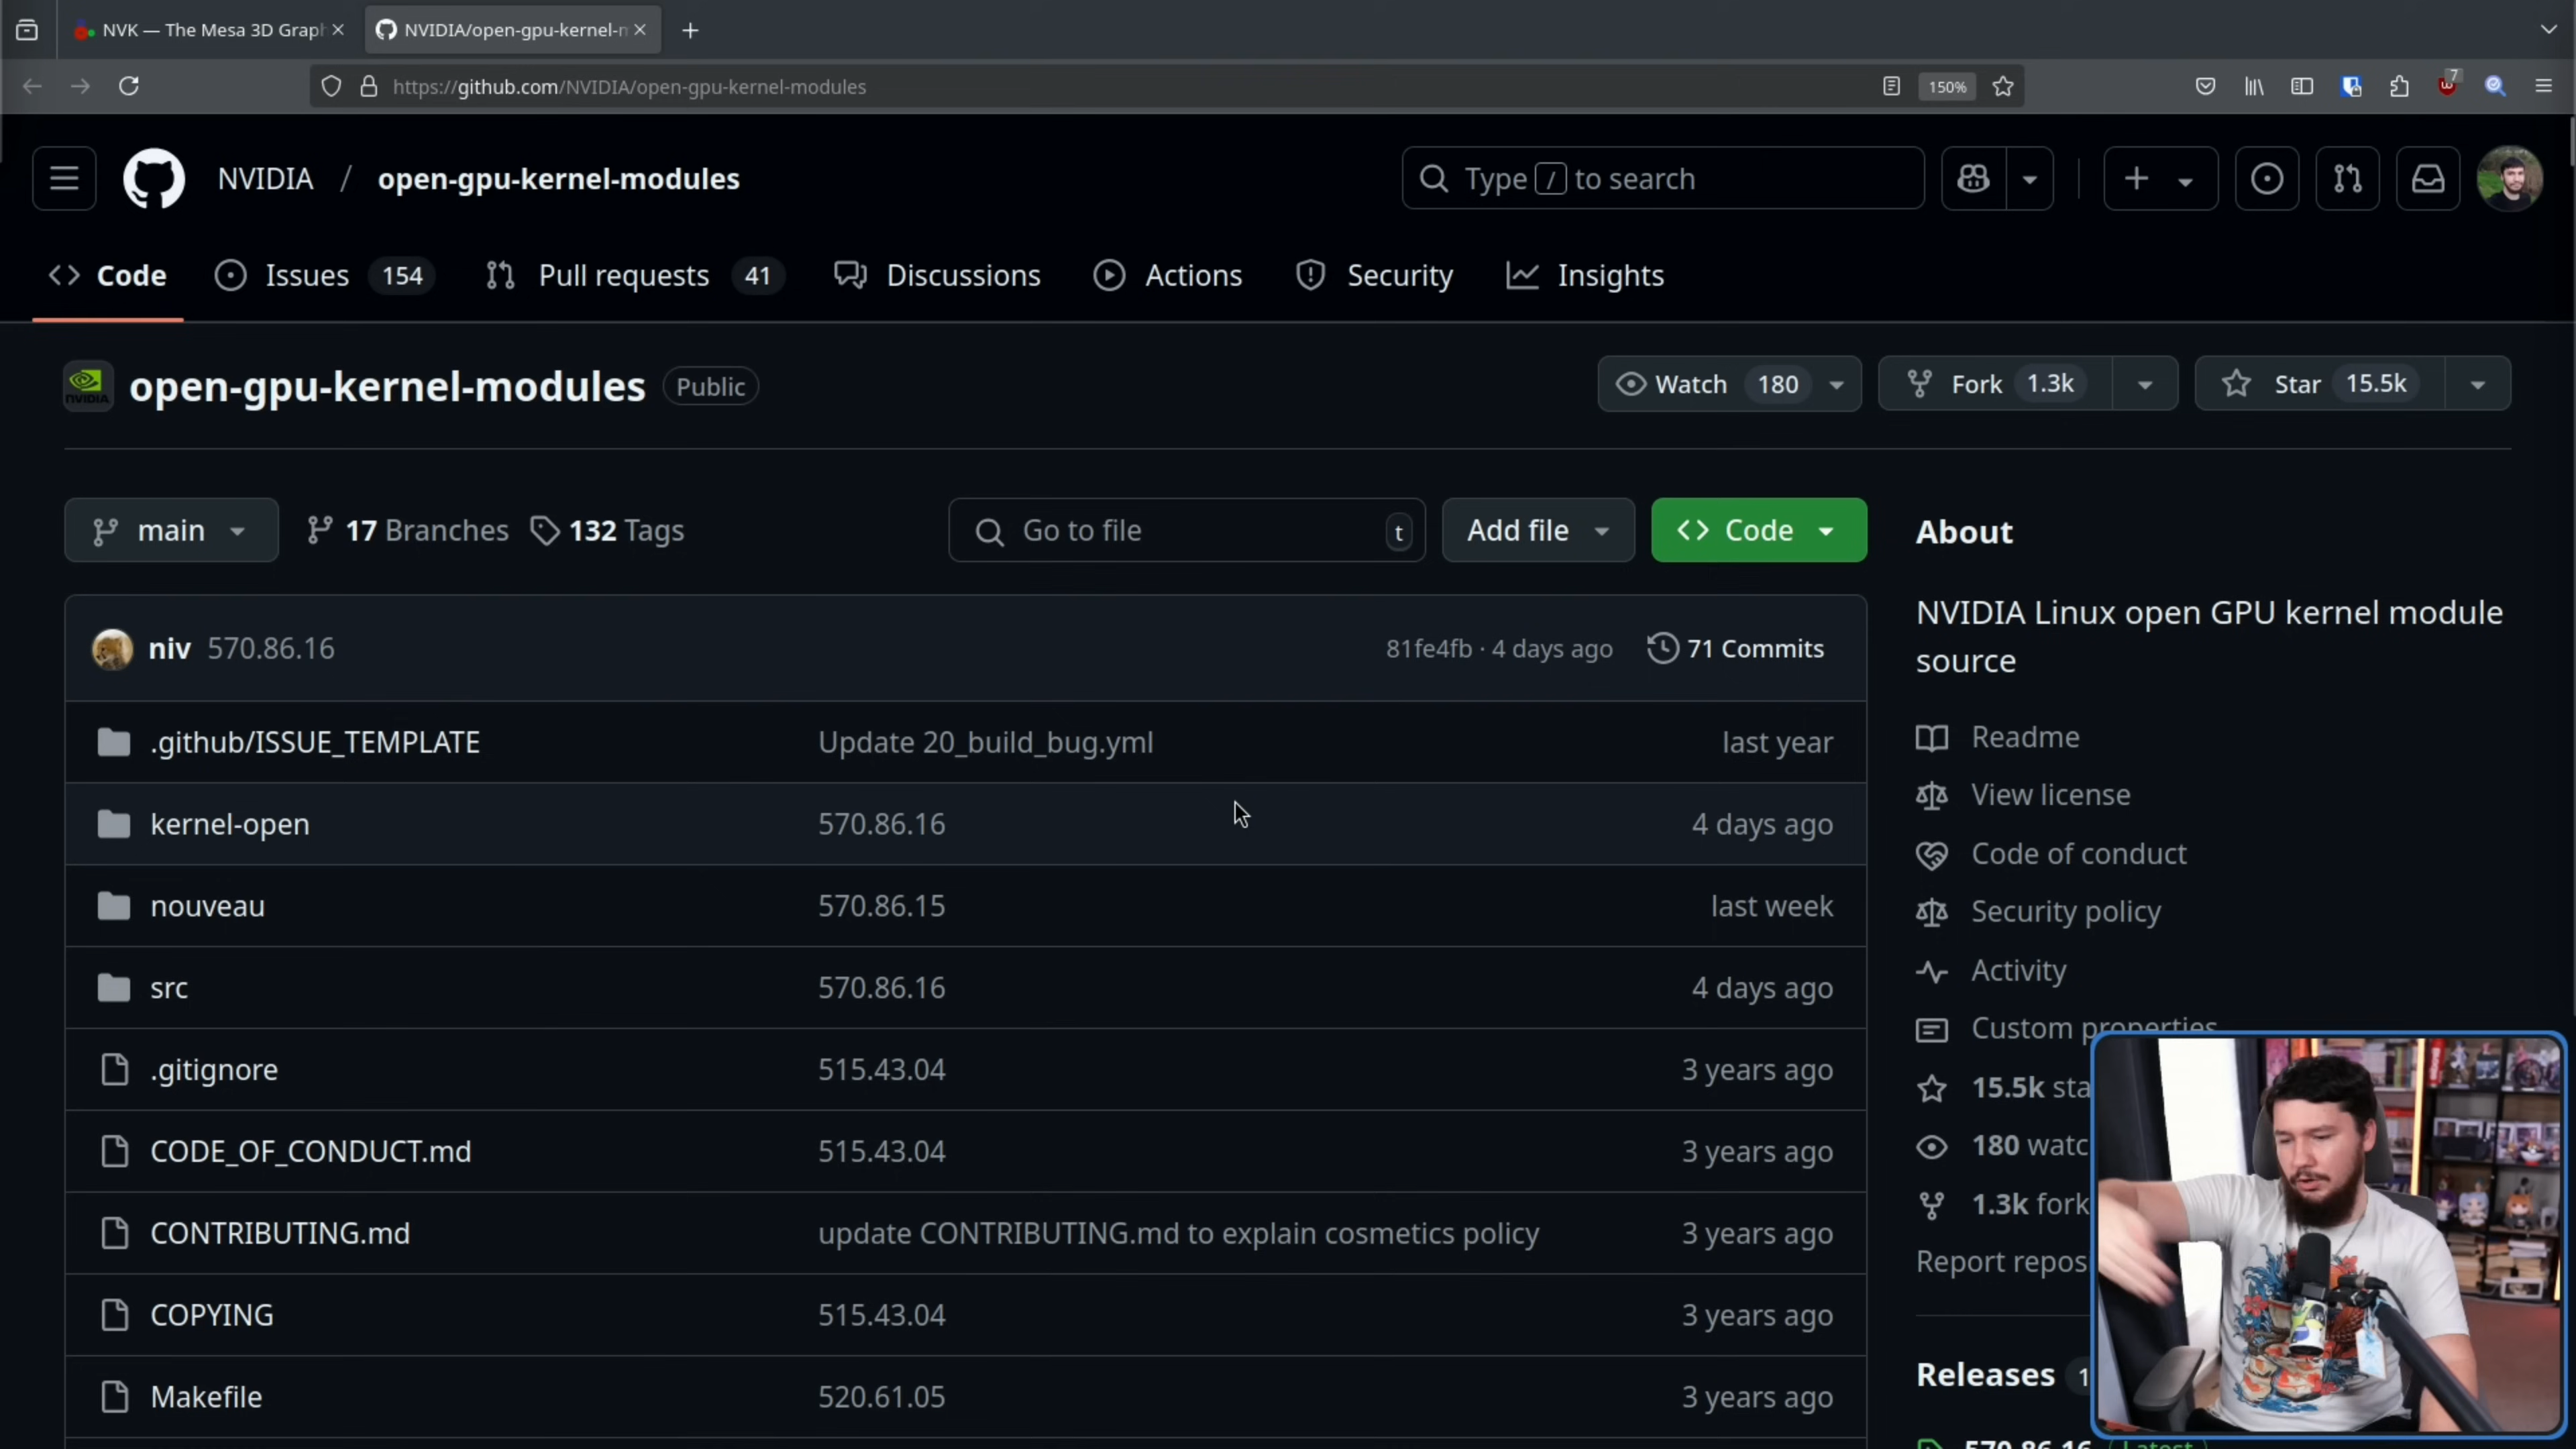 NVK — The Mesa 3D Graph
NVIDIA/open-gpu-kernel-m
https://github.com/NVIDIA/open-gpu-kernel-modules
150%
7
NVIDIA / open-gpu-kernel-modules
Type / to search
Code
Issues 154
Pull requests 41
Discussions
Actions
Security
Insights
NVIDIA
open-gpu-kernel-modules
Public
Watch 180
Fork 1.3k
Star 15.5k
main
17 Branches
132 Tags
Go to file t
Add file
Code
niv 570.86.16 81fe4fb · 4 days ago 71 Commits
.github/ISSUE_TEMPLATE Update 20_build_bug.yml last year
kernel-open 570.86.16 4 days ago
nouveau 570.86.15 last week
src 570.86.16 4 days ago
.gitignore 515.43.04 3 years ago
CODE_OF_CONDUCT.md 515.43.04 3 years ago
CONTRIBUTING.md update CONTRIBUTING.md to explain cosmetics policy 3 years ago
COPYING 515.43.04 3 years ago
Makefile 520.61.05 3 years ago
About
NVIDIA Linux open GPU kernel module
source
Readme
View license
Code of conduct
Security policy
Activity
Custom properties
15.5k sta
180 watc
1.3k fork
Report repos
Releases 1
570.86.16 Latest